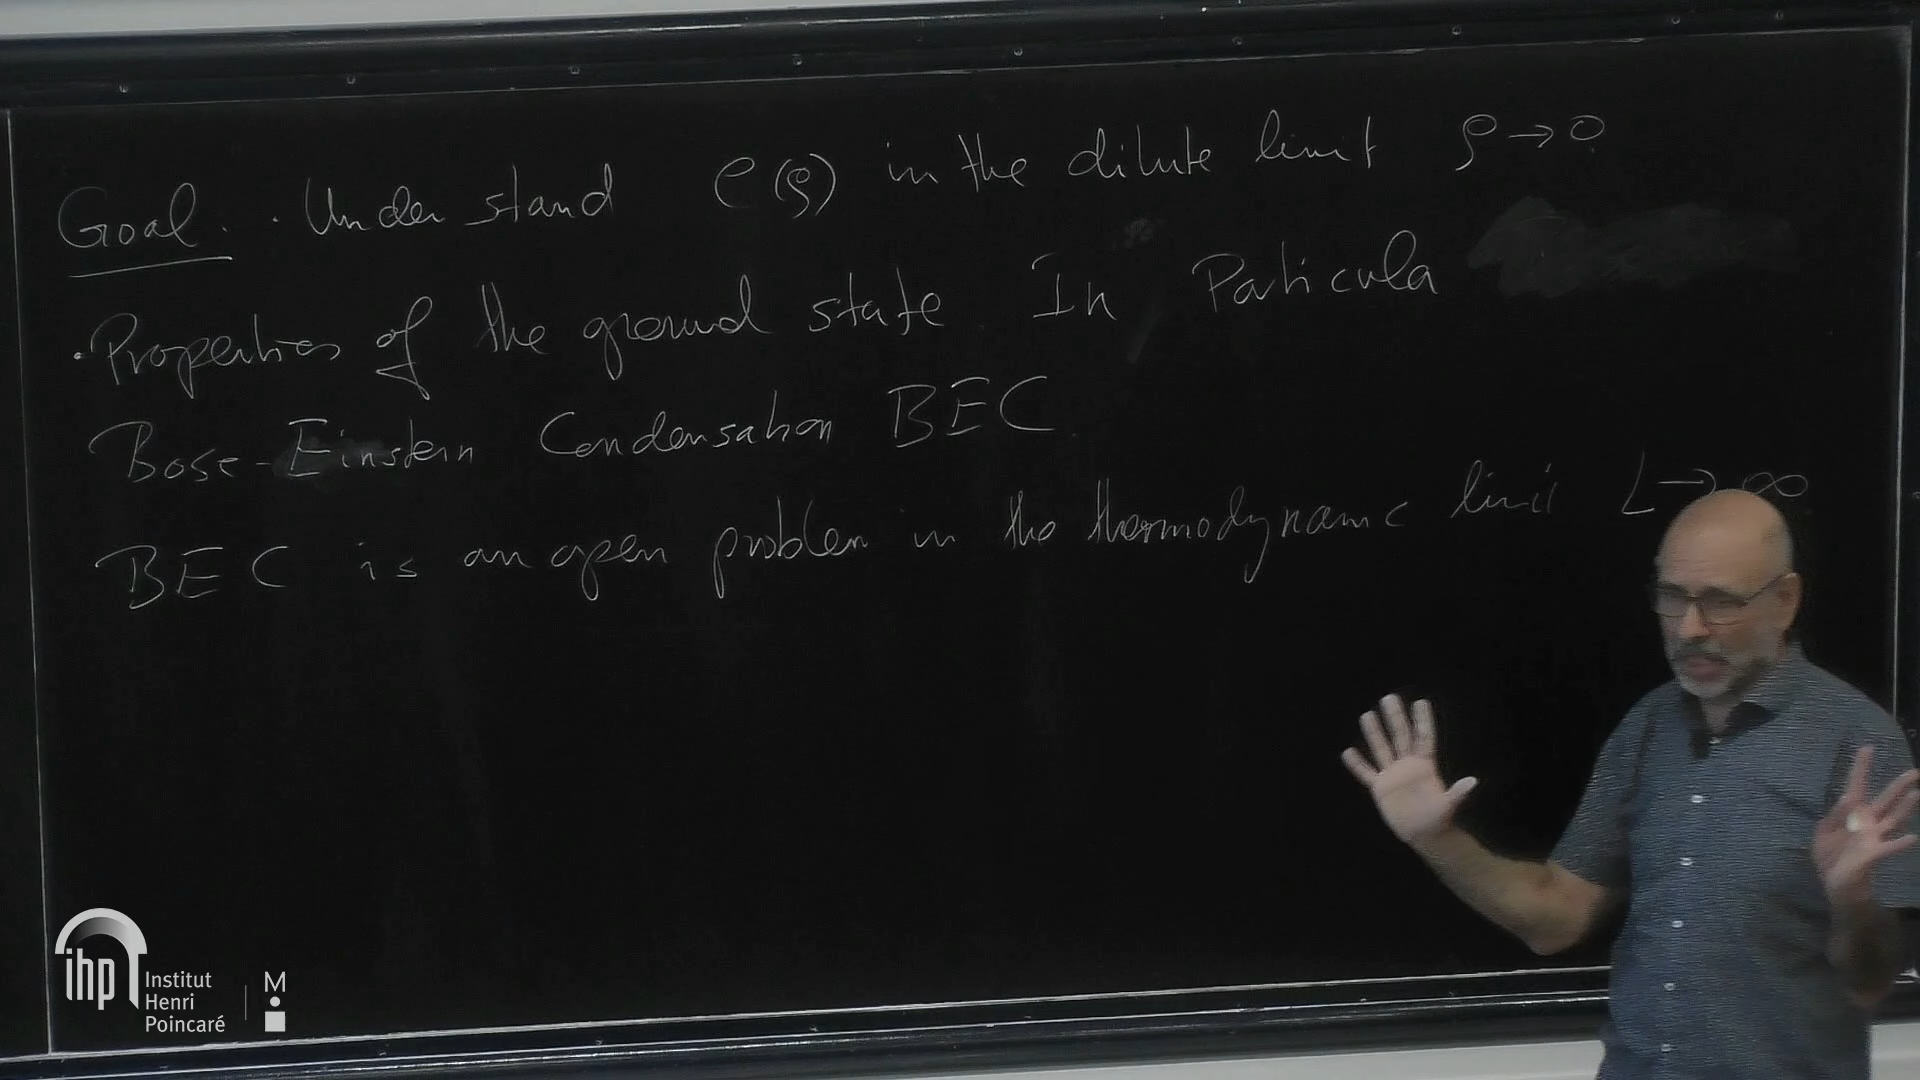 Goal. · Understand e(ρ) in the dilute limit ρ→0
· Properties of the ground state. In Particula
Bose-Einstein Condensation BEC.
BEC is an open problem in the thermodynamic limit L→∞
ihp Institut
Henri
Poincaré
M